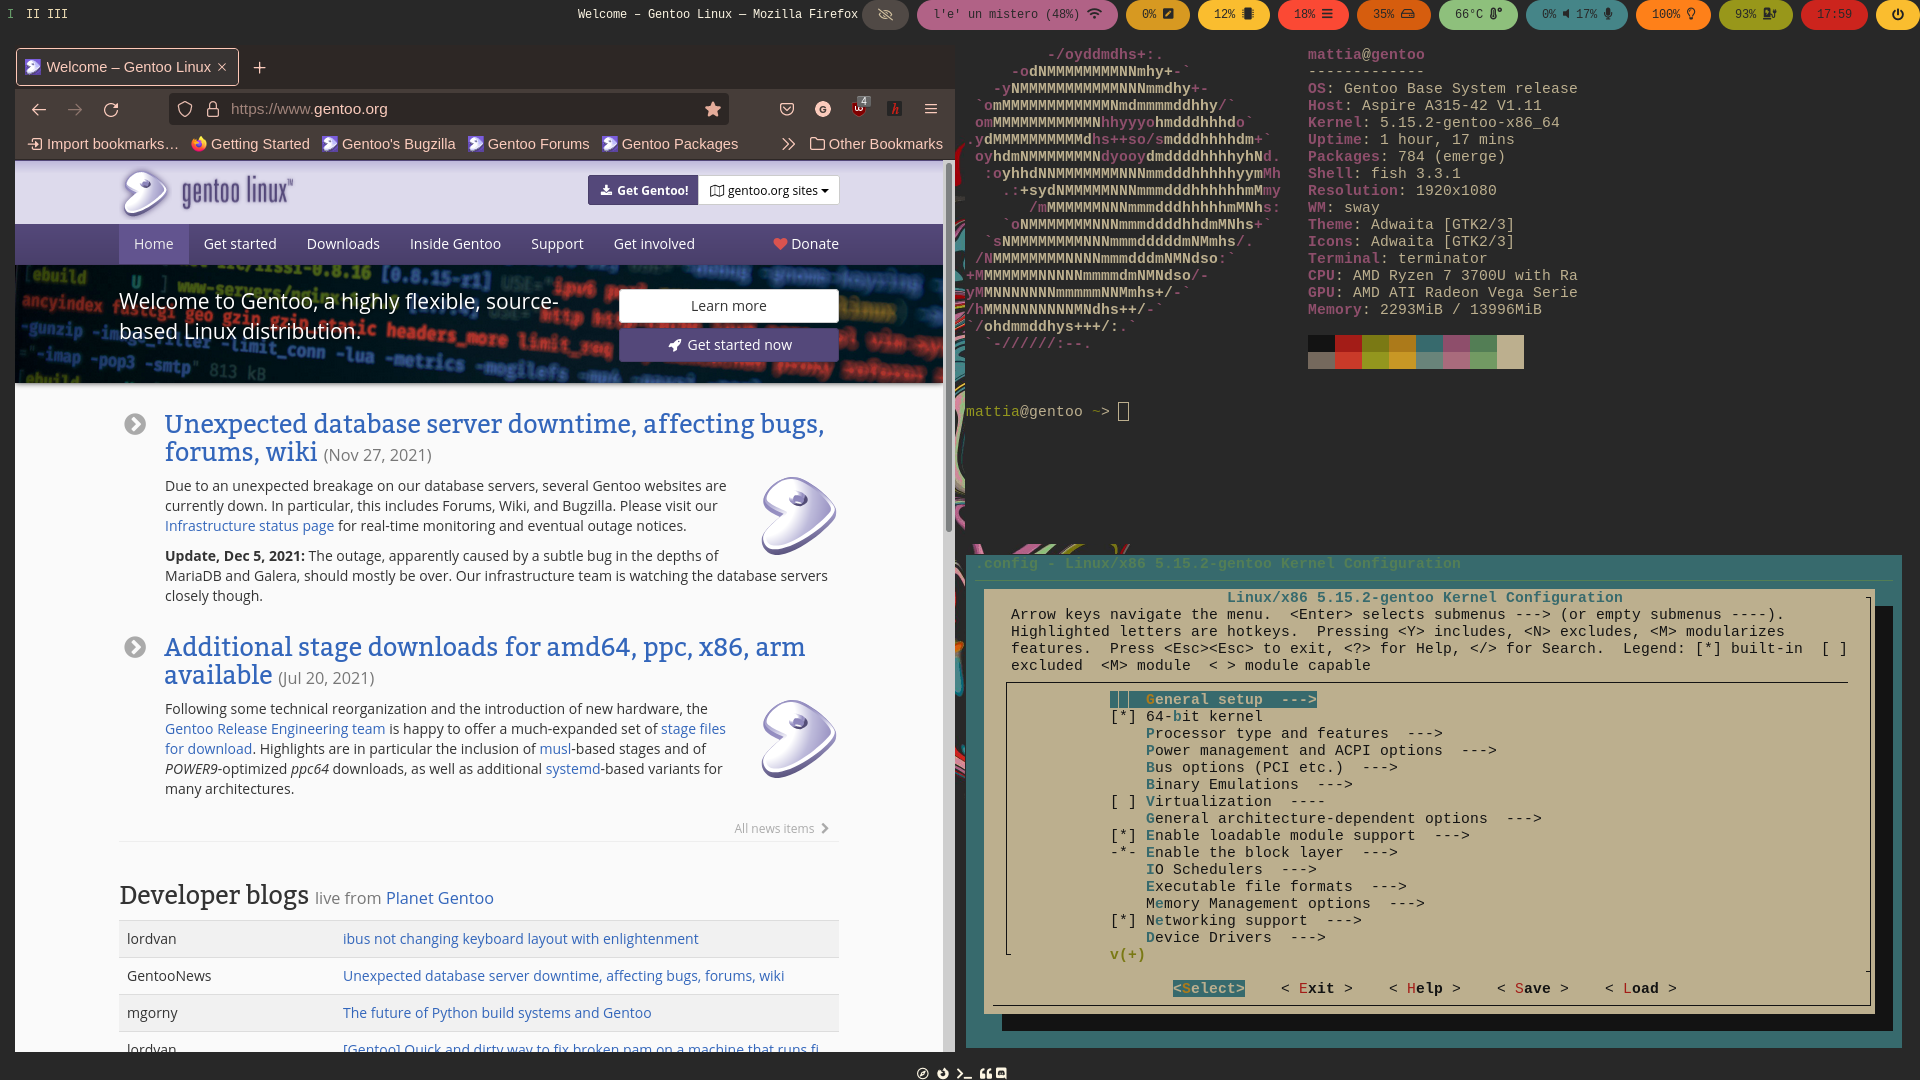 I II III
Welcome – Gentoo Linux — Mozilla Firefox
l'e' un mistero (48%)
0%
12%
18%
35%
66°C
0% 17%
100%
93%
17:59
Welcome – Gentoo Linux
https://www.gentoo.org
4
Import bookmarks…
Getting Started
Gentoo's Bugzilla
Gentoo Forums
Gentoo Packages
Other Bookmarks
gentoo linux™
Get Gentoo!
gentoo.org sites
Home
Get started
Downloads
Inside Gentoo
Support
Get involved
Donate
Welcome to Gentoo, a highly flexible, source-
based Linux distribution.
Learn more
Get started now
Unexpected database server downtime, affecting bugs,
forums, wiki (Nov 27, 2021)
Due to an unexpected breakage on our database servers, several Gentoo websites are
currently down. In particular, this includes Forums, Wiki, and Bugzilla. Please visit our
Infrastructure status page for real-time monitoring and eventual outage notices.
Update, Dec 5, 2021: The outage, apparently caused by a subtle bug in the depths of
MariaDB and Galera, should mostly be over. Our infrastructure team is watching the database servers
closely though.
Additional stage downloads for amd64, ppc, x86, arm
available (Jul 20, 2021)
Following some technical reorganization and the introduction of new hardware, the
Gentoo Release Engineering team is happy to offer a much-expanded set of stage files
for download. Highlights are in particular the inclusion of musl-based stages and of
POWER9-optimized ppc64 downloads, as well as additional systemd-based variants for
many architectures.
All news items
Developer blogs live from Planet Gentoo
lordvan ibus not changing keyboard layout with enlightenment
GentooNews Unexpected database server downtime, affecting bugs, forums, wiki
mgorny The future of Python build systems and Gentoo
lordvan [Gentoo] Quick and dirty way to fix broken pam on a machine that runs fi
mattia@gentoo
-------------
OS: Gentoo Base System release
Host: Aspire A315-42 V1.11
Kernel: 5.15.2-gentoo-x86_64
Uptime: 1 hour, 17 mins
Packages: 784 (emerge)
Shell: fish 3.3.1
Resolution: 1920x1080
WM: sway
Theme: Adwaita [GTK2/3]
Icons: Adwaita [GTK2/3]
Terminal: terminator
CPU: AMD Ryzen 7 3700U with Ra
GPU: AMD ATI Radeon Vega Serie
Memory: 2293MiB / 13996MiB
mattia@gentoo ~>
.config - Linux/x86 5.15.2-gentoo Kernel Configuration
Linux/x86 5.15.2-gentoo Kernel Configuration
Arrow keys navigate the menu.  <Enter> selects submenus ---> (or empty submenus ----).
Highlighted letters are hotkeys.  Pressing <Y> includes, <N> excludes, <M> modularizes
features.  Press <Esc><Esc> to exit, <?> for Help, </> for Search.  Legend: [*] built-in  [ ]
excluded  <M> module  < > module capable
General setup  --->
[*] 64-bit kernel
Processor type and features  --->
Power management and ACPI options  --->
Bus options (PCI etc.)  --->
Binary Emulations  --->
[ ] Virtualization  ----
General architecture-dependent options  --->
[*] Enable loadable module support  --->
-*- Enable the block layer  --->
IO Schedulers  --->
Executable file formats  --->
Memory Management options  --->
[*] Networking support  --->
Device Drivers  --->
v(+)
<Select>    < Exit >    < Help >    < Save >    < Load >